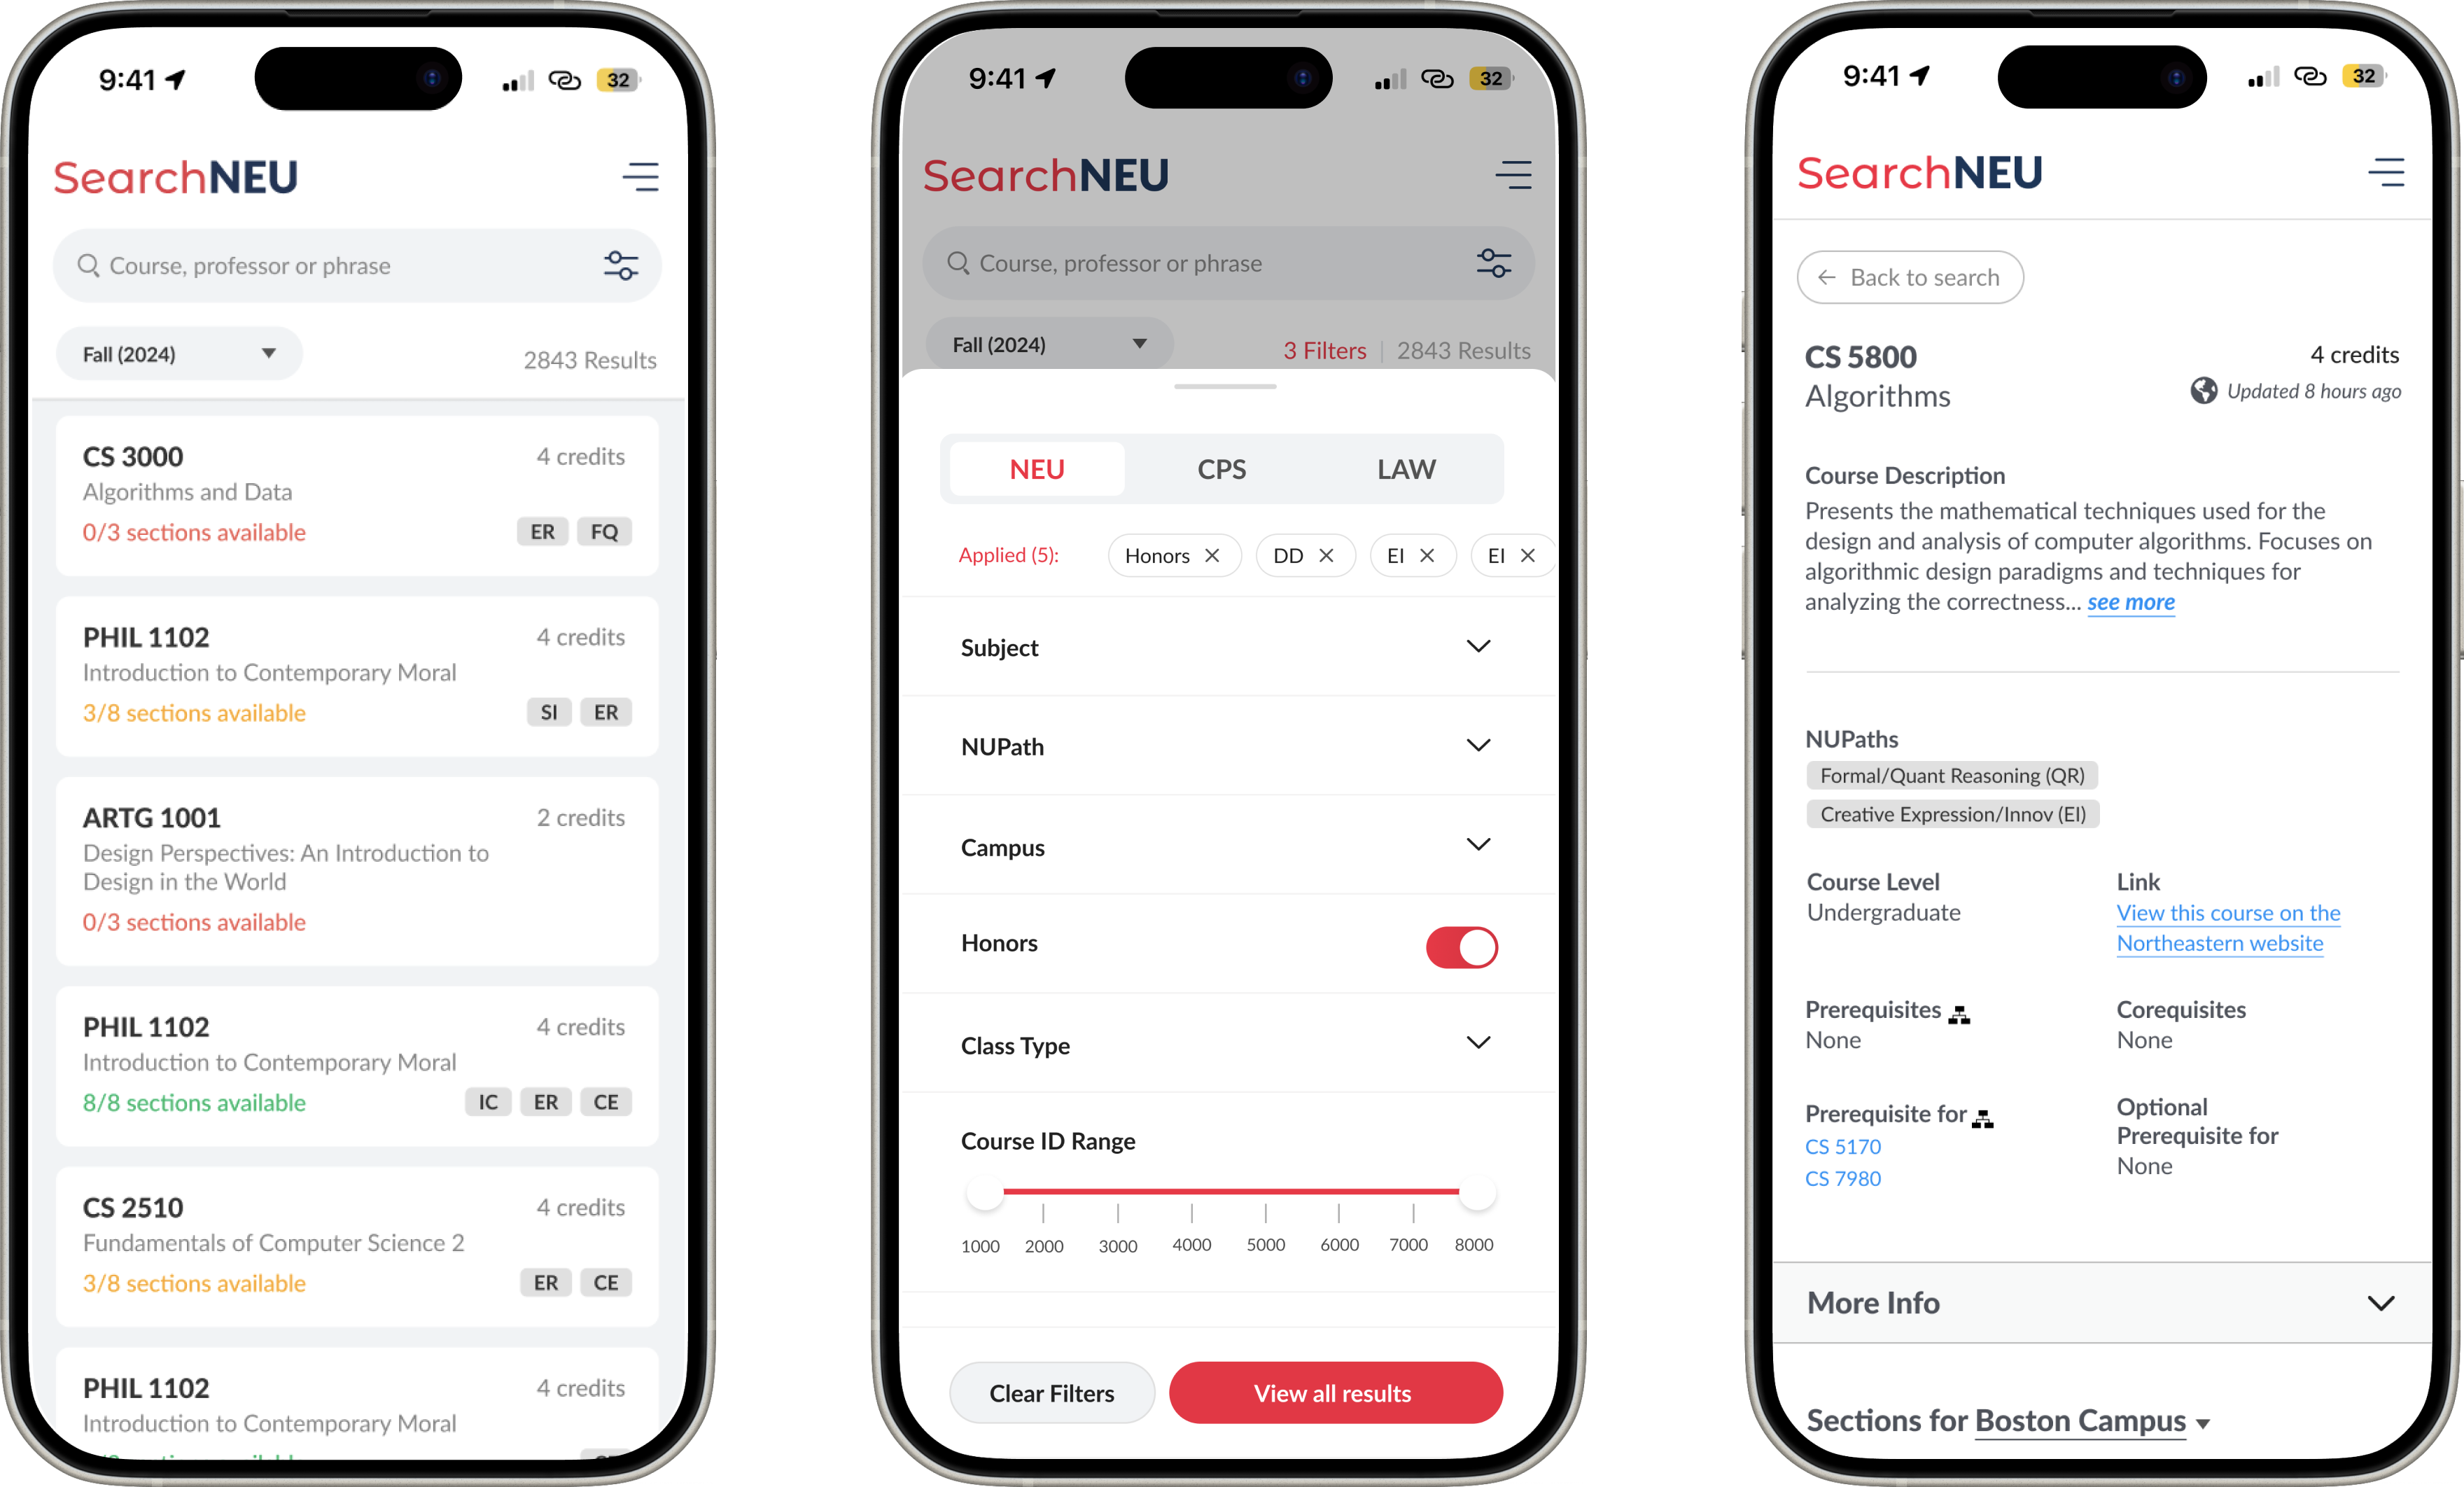 9:41
32
SearchNEU
Course, professor or phrase
Fall (2024)
2843 Results
CS 3000
4 credits
Algorithms and Data
0/3 sections available
ER FQ
PHIL 1102
4 credits
Introduction to Contemporary Moral
3/8 sections available
SI ER
ARTG 1001
2 credits
Design Perspectives: An Introduction to
Design in the World
0/3 sections available
PHIL 1102
4 credits
Introduction to Contemporary Moral
8/8 sections available
IC ER CE
CS 2510
4 credits
Fundamentals of Computer Science 2
3/8 sections available
ER CE
PHIL 1102
4 credits
Introduction to Contemporary Moral
9:41
32
SearchNEU
Course, professor or phrase
Fall (2024)
3 Filters | 2843 Results
NEU CPS LAW
Applied (5): Honors DD EI EI
Subject
NUPath
Campus
Honors
Class Type
Course ID Range
1000 2000 3000 4000 5000 6000 7000 8000
Clear Filters
View all results
9:41
32
SearchNEU
Back to search
CS 5800
4 credits
Algorithms
Updated 8 hours ago
Course Description
Presents the mathematical techniques used for the
design and analysis of computer algorithms. Focuses on
algorithmic design paradigms and techniques for
analyzing the correctness... see more
NUPaths
Formal/Quant Reasoning (QR)
Creative Expression/Innov (EI)
Course Level
Undergraduate
Link
View this course on the
Northeastern website
Prerequisites
None
Corequisites
None
Prerequisite for
CS 5170
CS 7980
Optional
Prerequisite for
None
More Info
Sections for Boston Campus